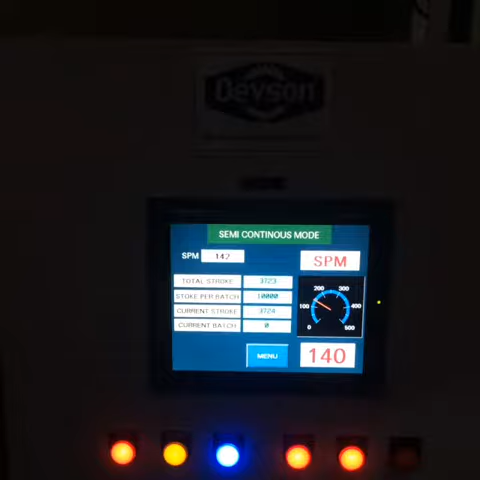 Devson
SEMI CONTINOUS MODE
SPM 142
SPM
TOTAL STROKE 3723
STOKE PER BATCH 10000
CURRENT STROKE 3724
CURRENT BATCH 0
0 100 200 300 400 500
MENU
140